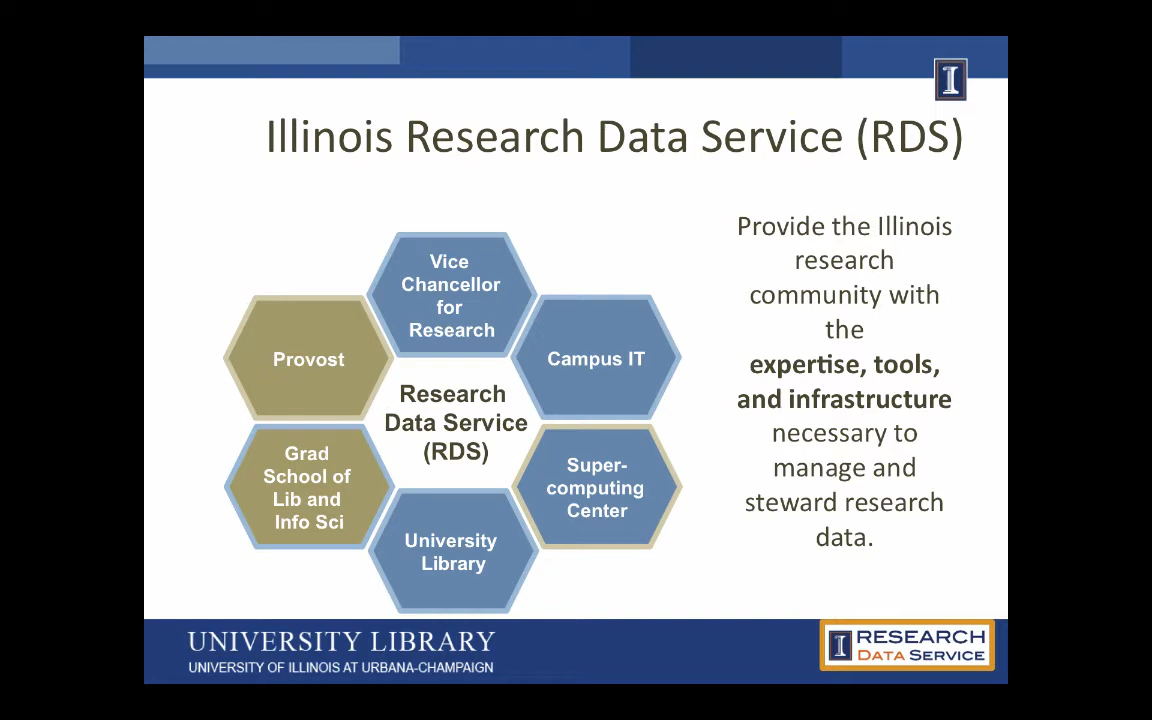 I
Illinois Research Data Service (RDS)
Vice
Chancellor
for
Research
Provost
Campus IT
Research
Data Service
(RDS)
Grad
School of
Lib and
Info Sci
Super-
computing
Center
University
Library
Provide the Illinois
research
community with
the
expertise, tools,
and infrastructure
necessary to
manage and
steward research
data.
UNIVERSITY LIBRARY
UNIVERSITY OF ILLINOIS AT URBANA-CHAMPAIGN
I
RESEARCH
DATA SERVICE